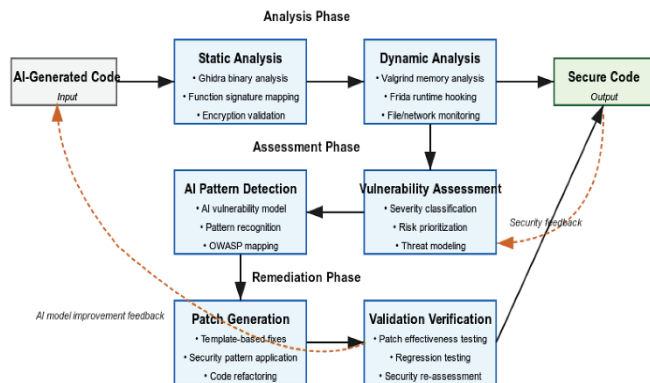 Analysis Phase
Static Analysis
• Ghidra binary analysis
• Function signature mapping
• Encryption validation
Dynamic Analysis
• Valgrind memory analysis
• Frida runtime hooking
• File/network monitoring
AI-Generated Code
Input
Secure Code
Output
Assessment Phase
AI Pattern Detection
• AI vulnerability model
• Pattern recognition
• OWASP mapping
Vulnerability Assessment
• Severity classification
• Risk prioritization
• Threat modeling
Security feedback
Remediation Phase
AI model improvement feedback
Patch Generation
• Template-based fixes
• Security pattern application
• Code refactoring
Validation Verification
• Patch effectiveness testing
• Regression testing
• Security re-assessment